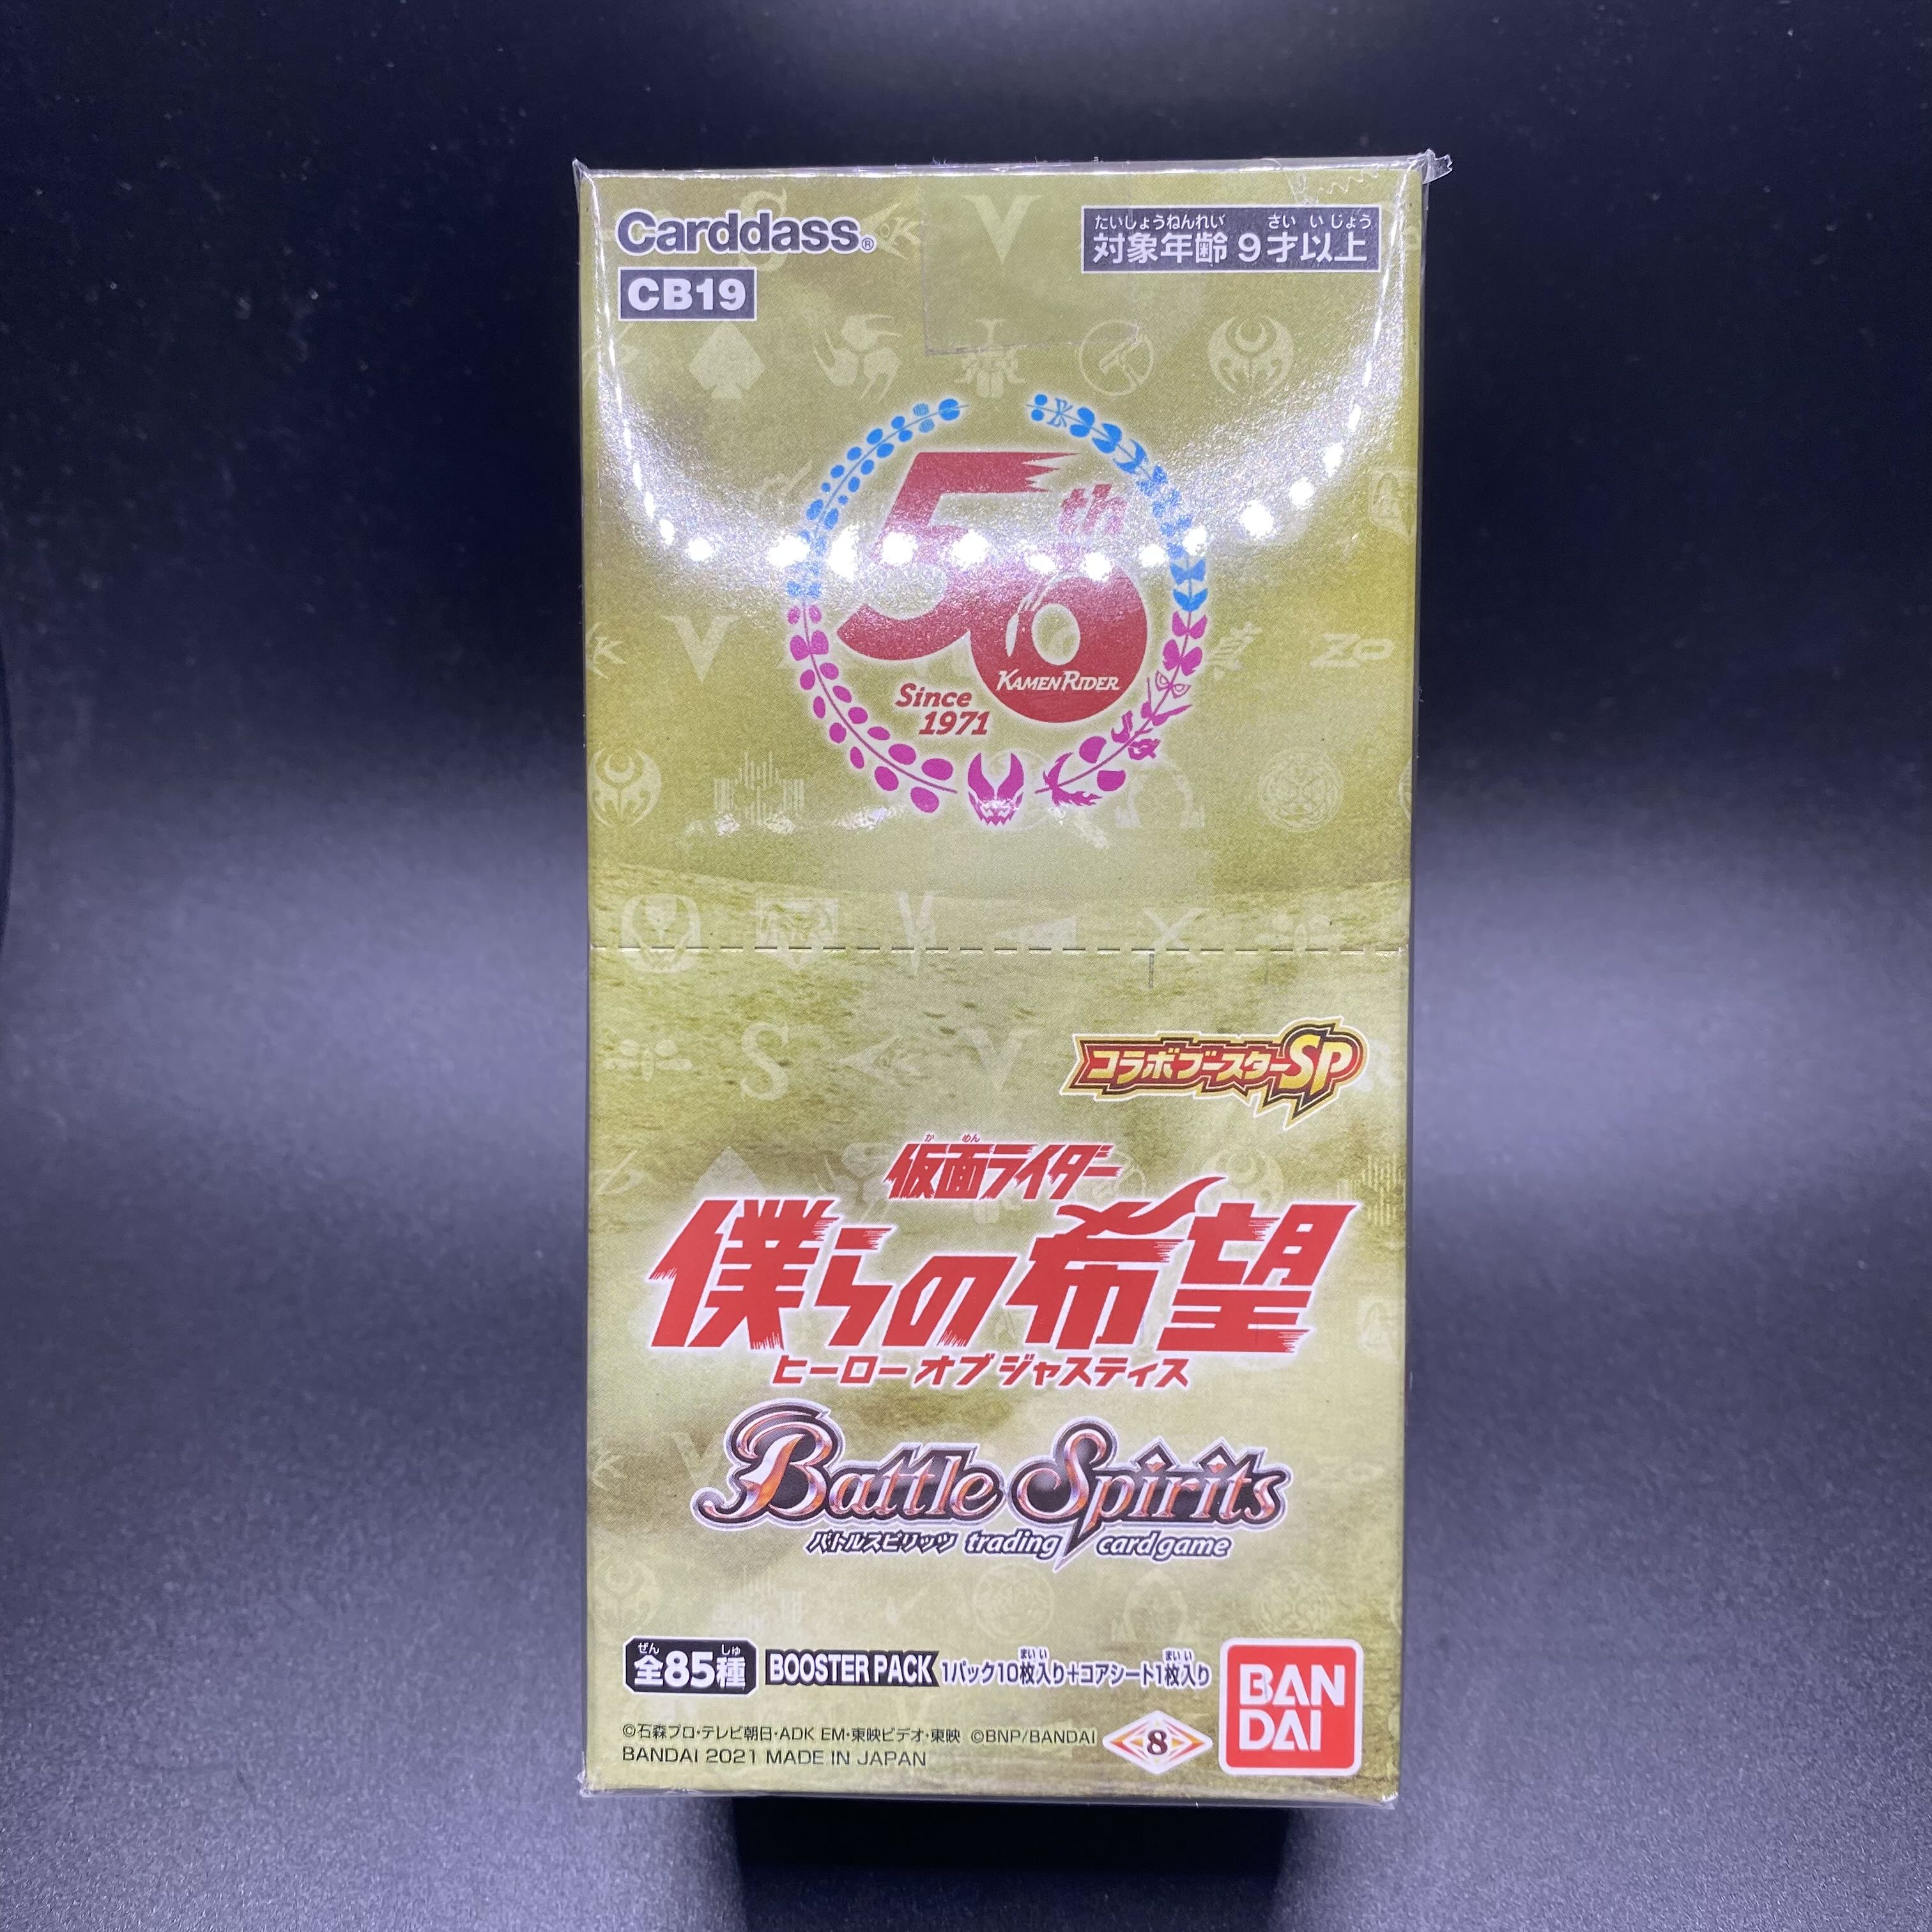 Carddass®
CB19
たいしょうねんれい さい いじょう
対象年齢 9才以上
50th
KAMEN RIDER
Since
1971
コラボブースターSP
か めん
仮面ライダー
僕らの希望
ヒーロー オブ ジャスティス
Battle Spirits
バトルスピリッツ trading card game
ぜん しゅ
全85種
BOOSTER PACK
まいい まいい
1パック10枚入り+コアシート1枚入り
BAN
DAI
©石森プロ・テレビ朝日・ADK EM・東映ビデオ・東映 ©BNP/BANDAI
BANDAI 2021 MADE IN JAPAN
8